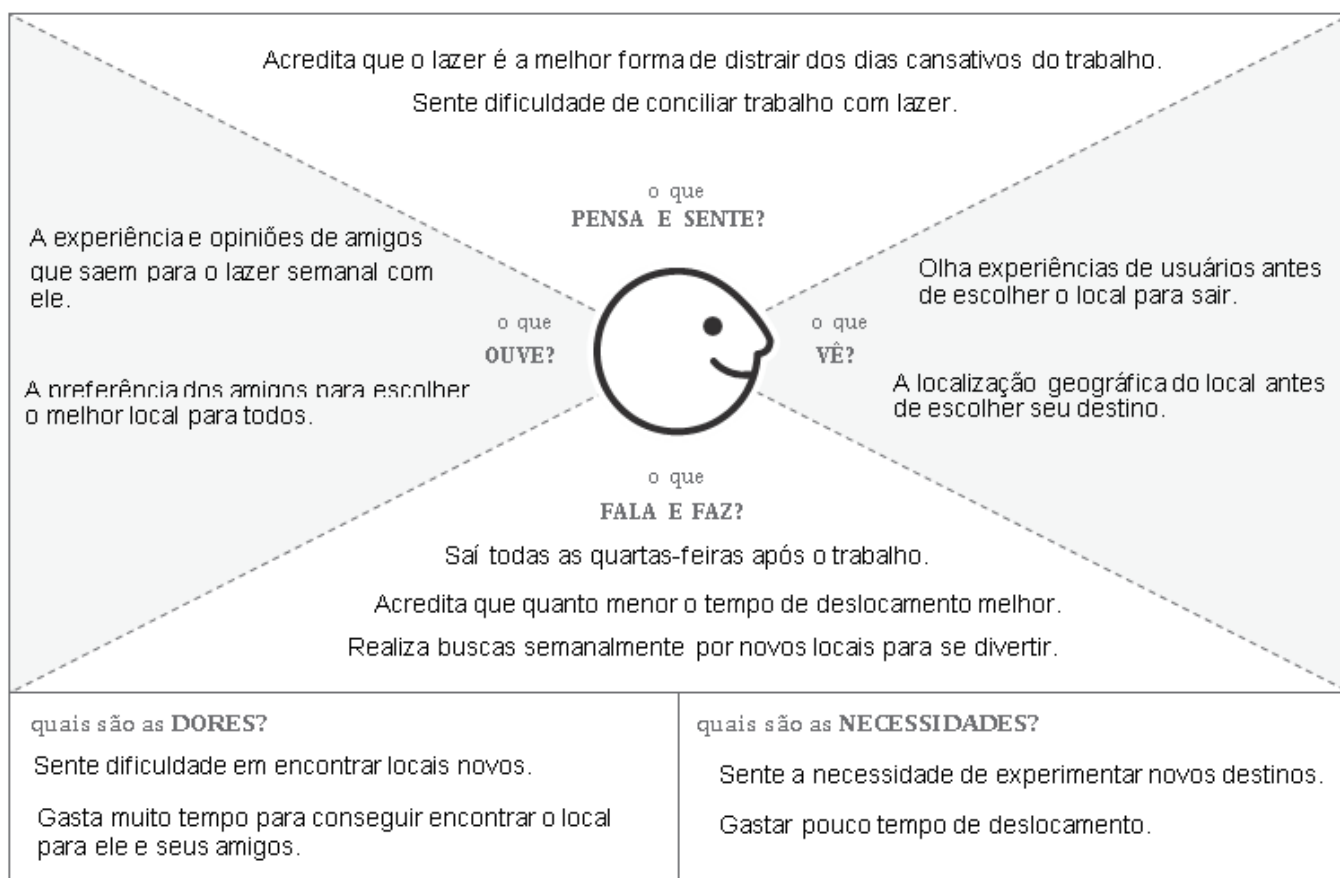 Acredita que o lazer é a melhor forma de distrair dos dias cansativos do trabalho.
Sente dificuldade de conciliar trabalho com lazer.
o que
PENSA E SENTE?
A experiência e opiniões de amigos
que saem para o lazer semanal com
ele.
o que
OUVE?
A preferência dos amigos para escolher
o melhor local para todos.
Olha experiências de usuários antes
de escolher o local para sair.
o que
VÊ?
A localização geográfica do local antes
de escolher seu destino.
o que
FALA E FAZ?
Saí todas as quartas-feiras após o trabalho.
Acredita que quanto menor o tempo de deslocamento melhor.
Realiza buscas semanalmente por novos locais para se divertir.
quais são as DORES?
Sente dificuldade em encontrar locais novos.
Gasta muito tempo para conseguir encontrar o local
para ele e seus amigos.
quais são as NECESSIDADES?
Sente a necessidade de experimentar novos destinos.
Gastar pouco tempo de deslocamento.